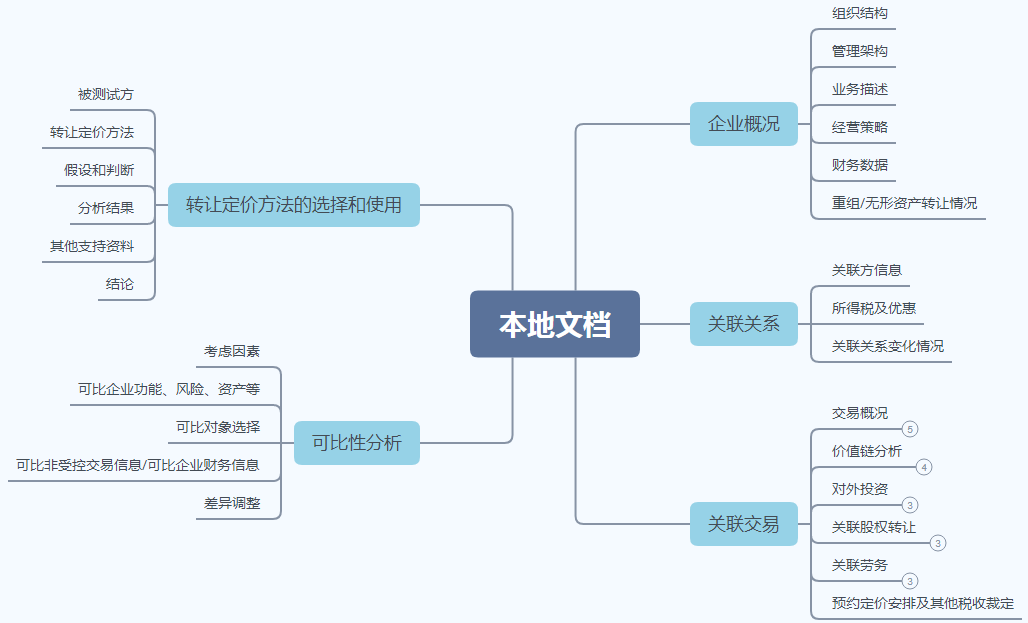 本地文档
企业概况
组织结构
管理架构
业务描述
经营策略
财务数据
重组/无形资产转让情况
关联关系
关联方信息
所得税及优惠
关联关系变化情况
关联交易
交易概况
5
价值链分析
4
对外投资
3
关联股权转让
3
关联劳务
3
预约定价安排及其他税收裁定
转让定价方法的选择和使用
被测试方
转让定价方法
假设和判断
分析结果
其他支持资料
结论
可比性分析
考虑因素
可比企业功能、风险、资产等
可比对象选择
可比非受控交易信息/可比企业财务信息
差异调整